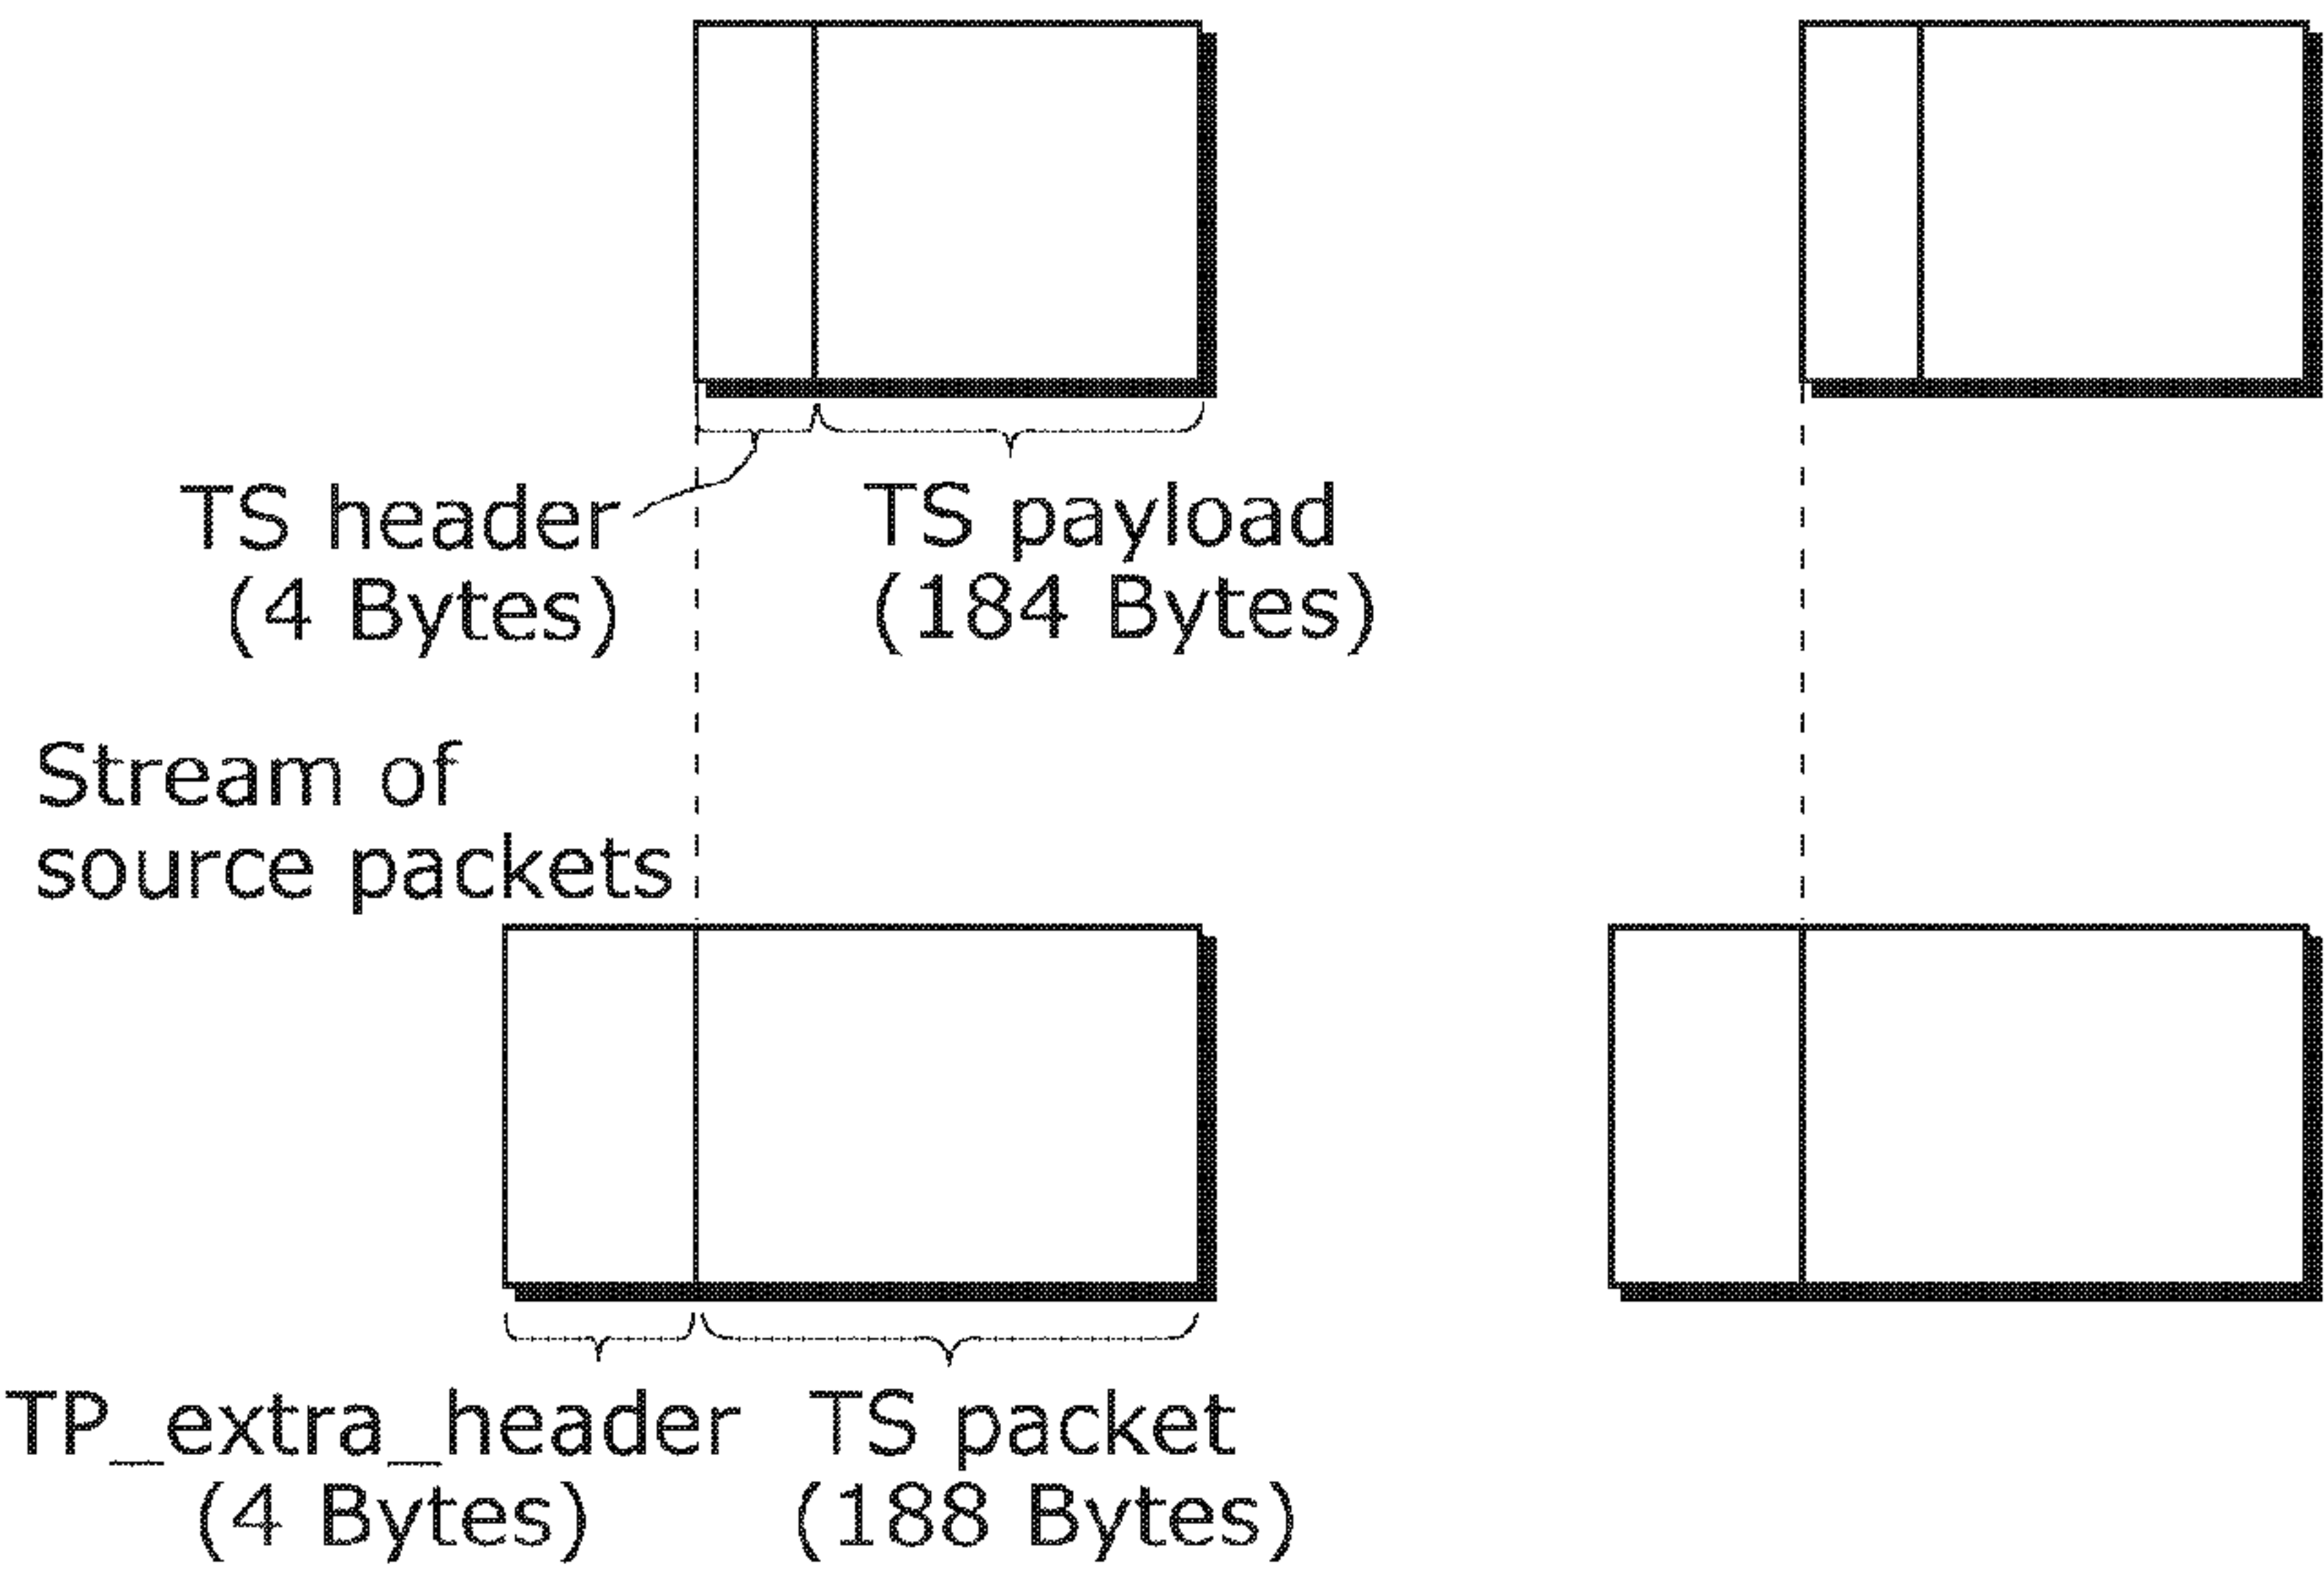 TS header
(4 Bytes)
TS payload
(184 Bytes)
Stream of
source packets
TP_extra_header
(4 Bytes)
TS packet
(188 Bytes)